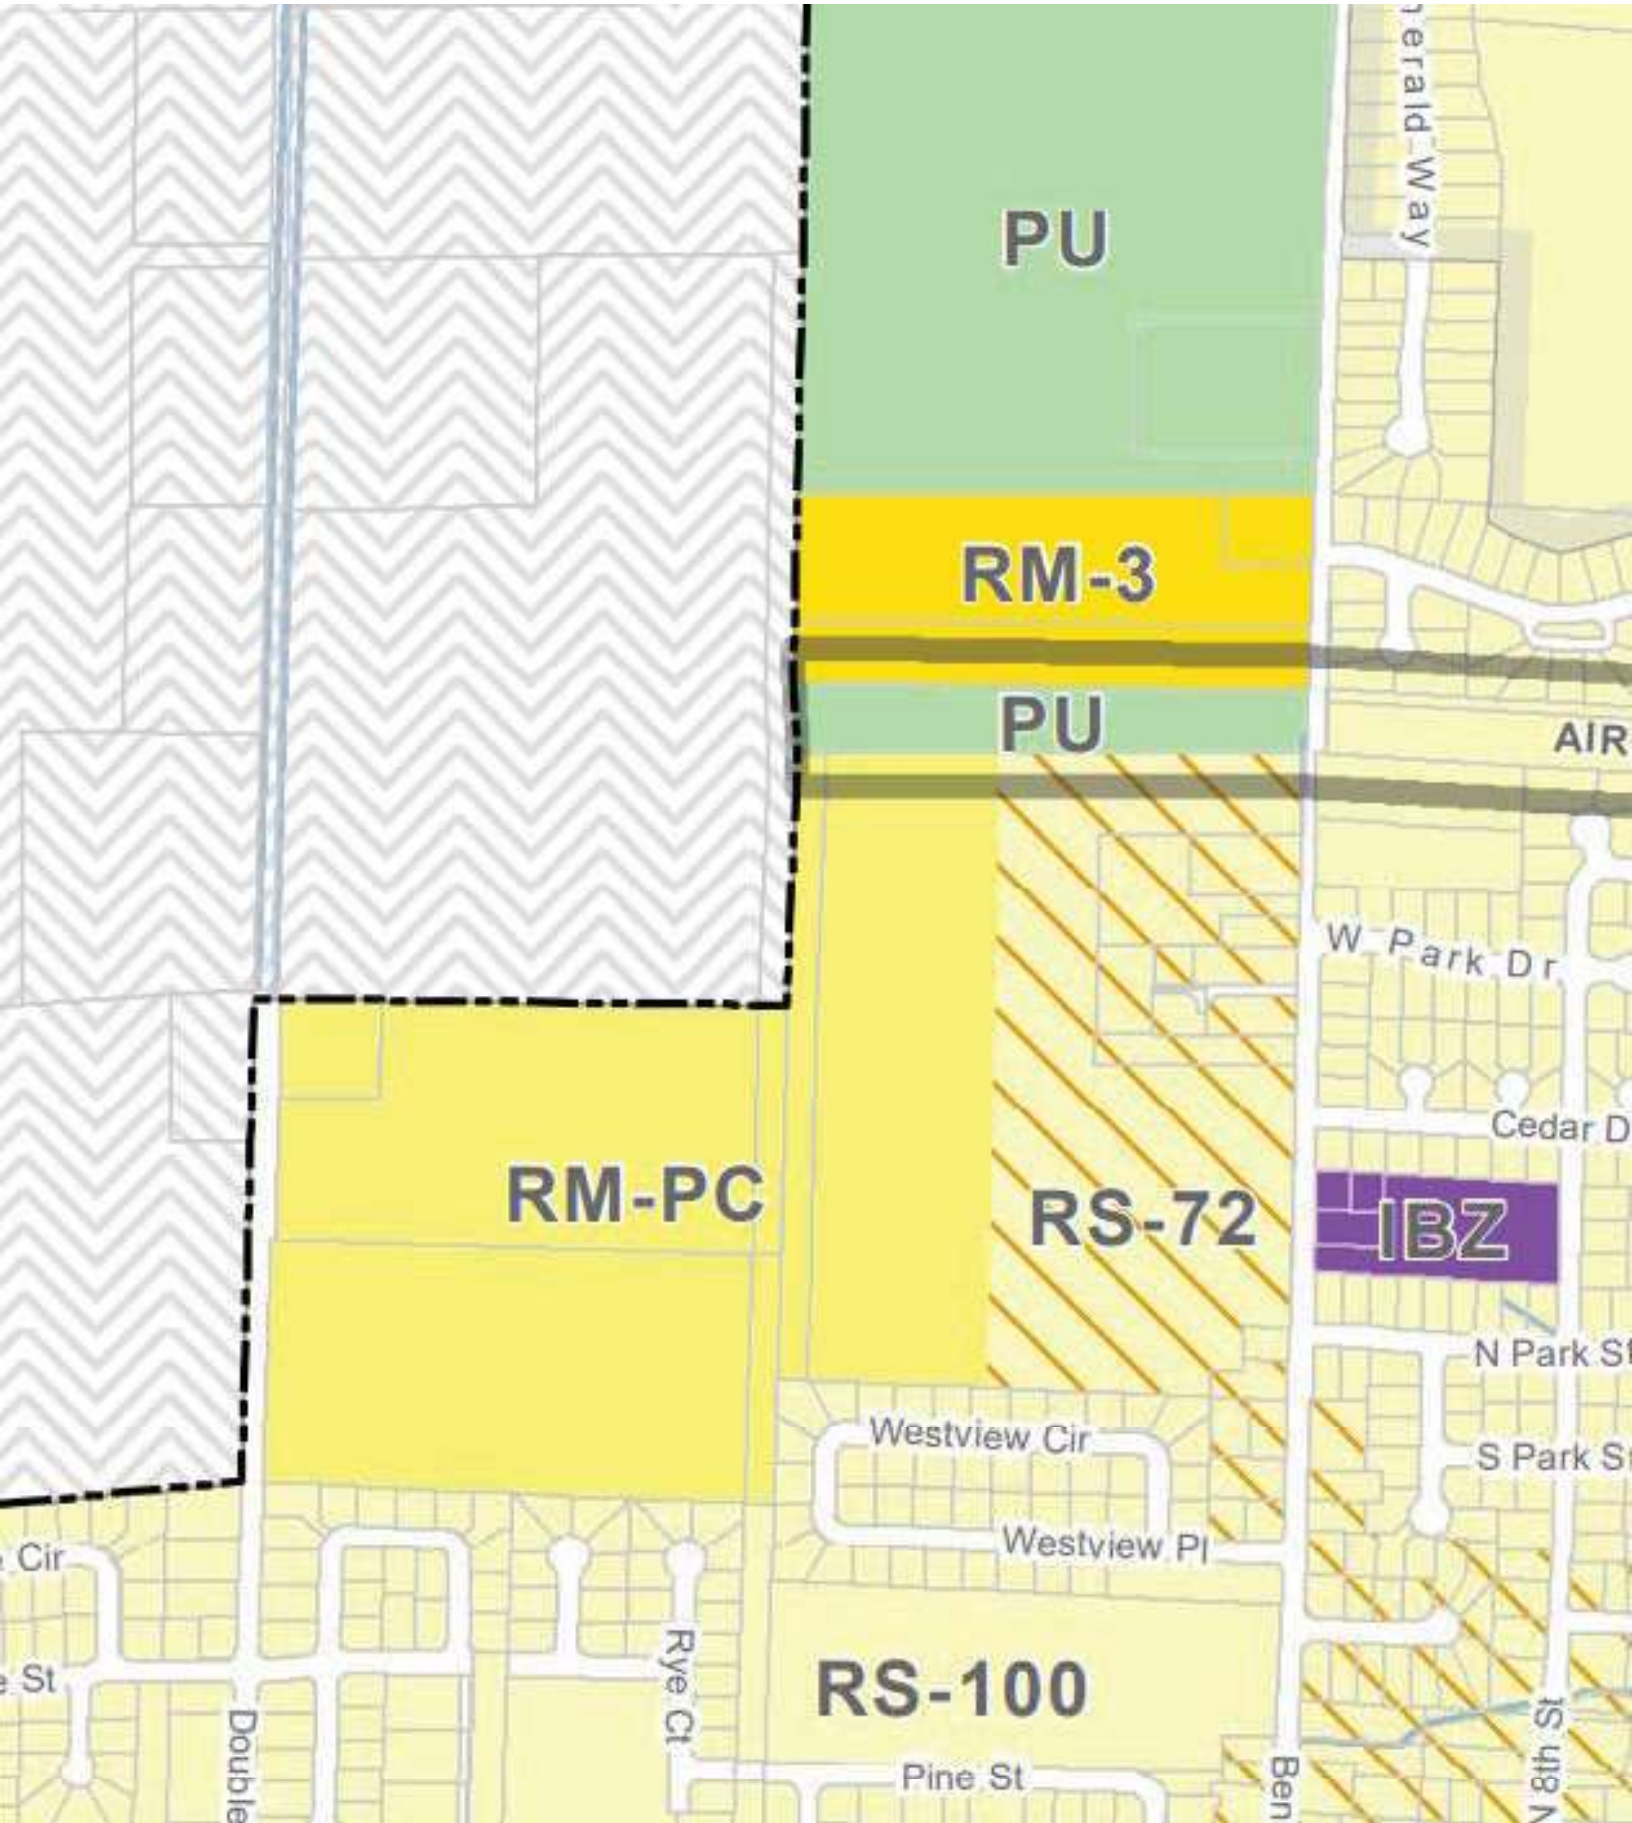 merald Way
PU
RM-3
PU
AIR
W Park Dr
Cedar D
RM-PC
RS-72
IBZ
N Park St
Westview Cir
S Park St
Westview Pl
Cir
Rye Ct
e St
RS-100
Double
Pine St
Ben
N 8th St